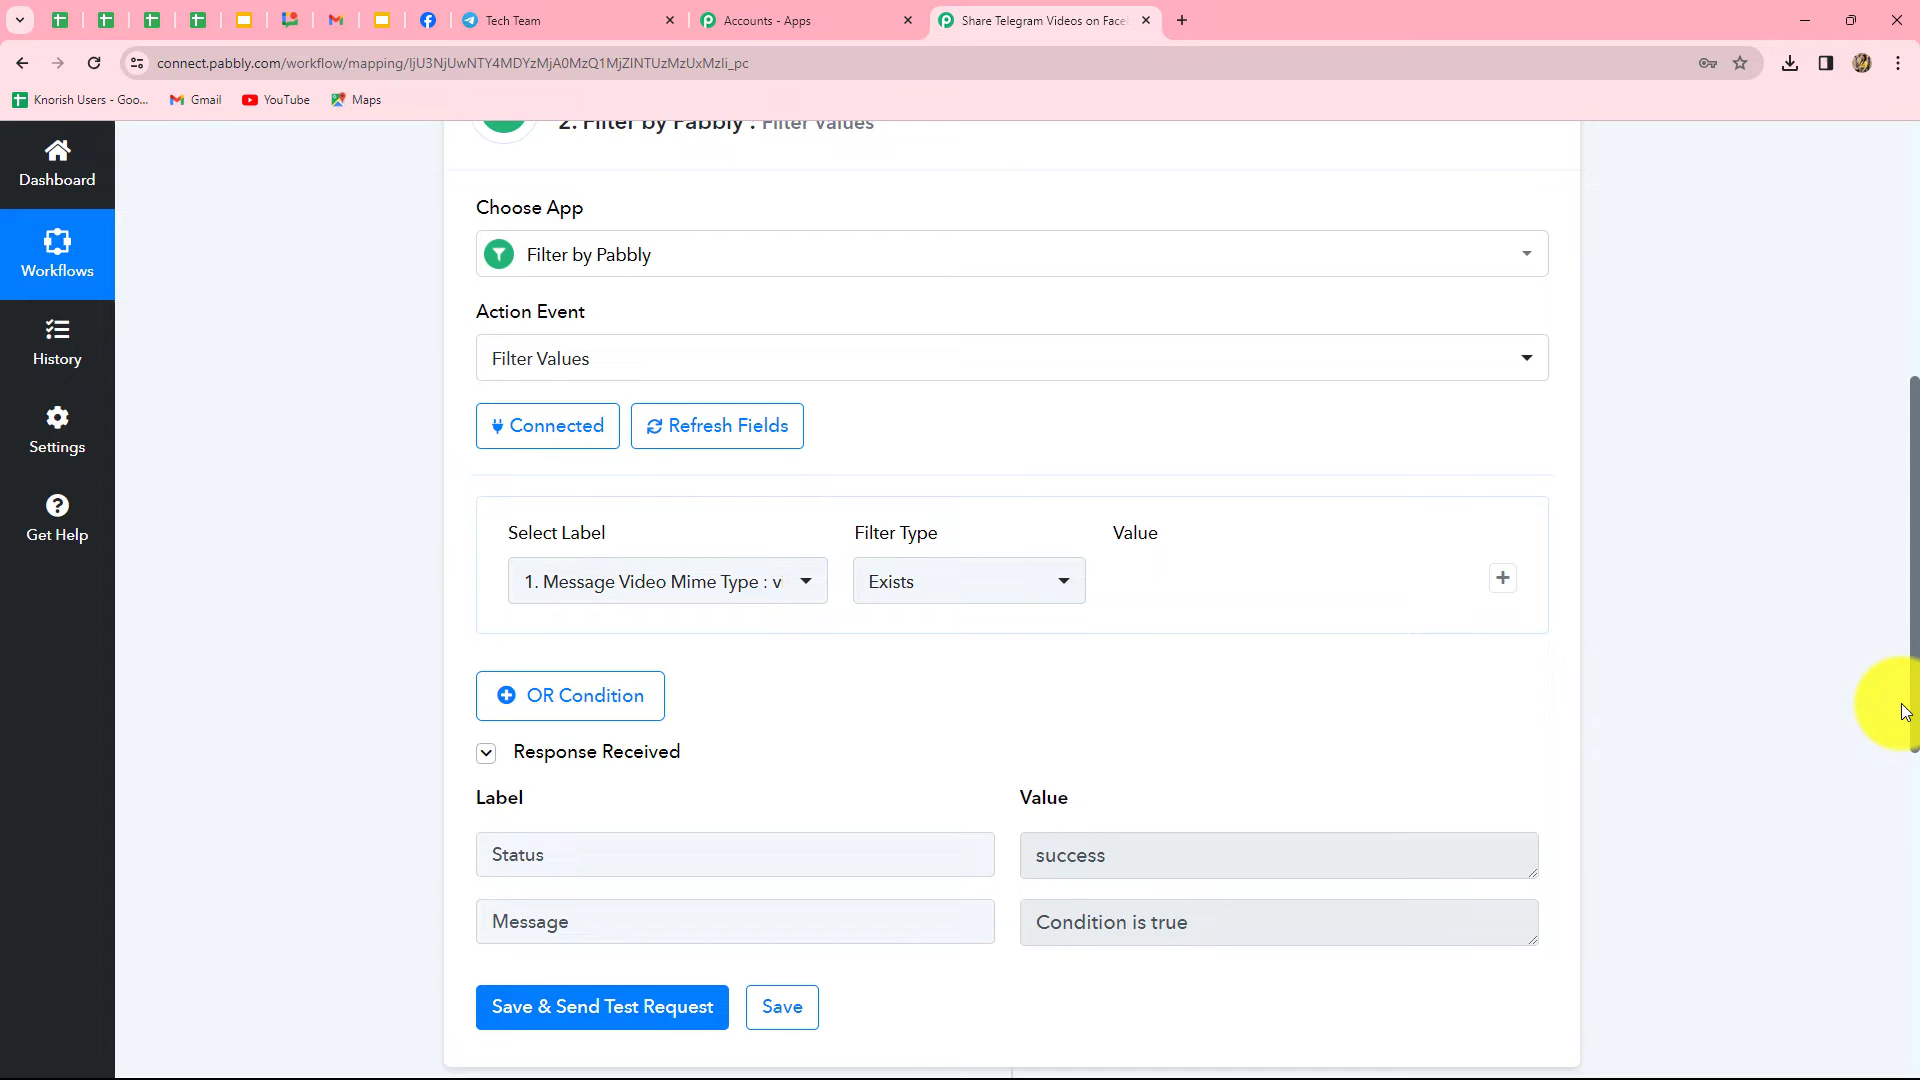 Tech Team
Accounts - Apps
Share Telegram Videos on Face
connect.pabbly.com/workflow/mapping/
Knorish Users - Goo...
Gmail
YouTube
Maps
Dashboard
Workflows
History
Settings
Get Help
2. Filter by Pabbly : Filter Values
Choose App
Filter by Pabbly
Action Event
Filter Values
Connected
Refresh Fields
Select Label
Filter Type
Value
1. Message Video Mime Type : v
Exists
OR Condition
Response Received
Label
Value
Status
success
Message
Condition is true
Save & Send Test Request
Save